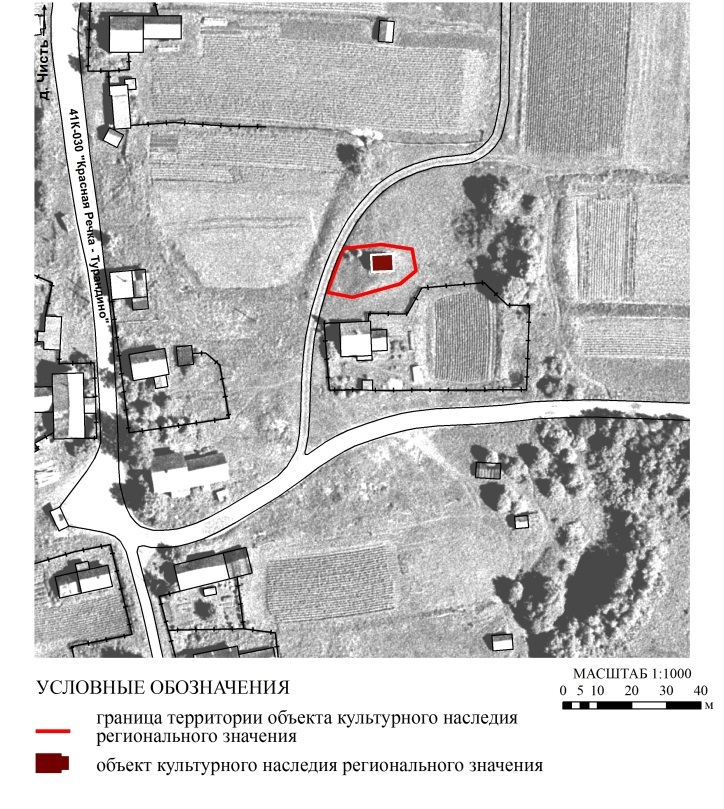 д. Чисть
41К-030 "Красная Речка - Турандино"
УСЛОВНЫЕ ОБОЗНАЧЕНИЯ
МАСШТАБ 1:1000
0 5 10 20 30 40
м
граница территории объекта культурного наследия
регионального значения
объект культурного наследия регионального значения